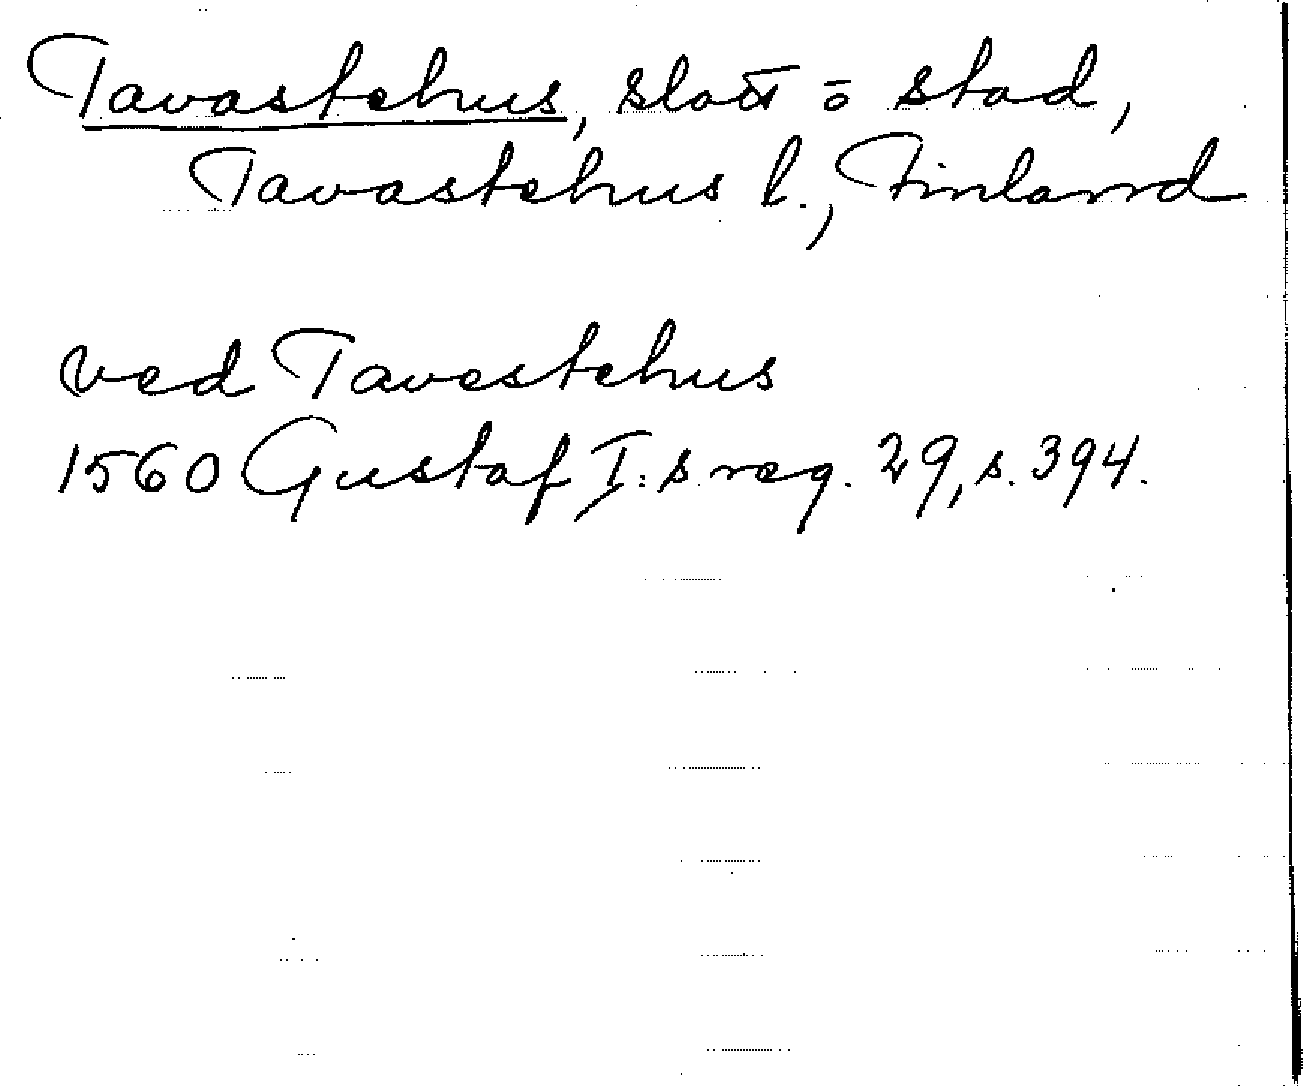 Tavastehus, slott o stad,
Tavastehus l., Finland
ved Tavestehus
1560 Gustaf I:s reg. 29, s. 394.